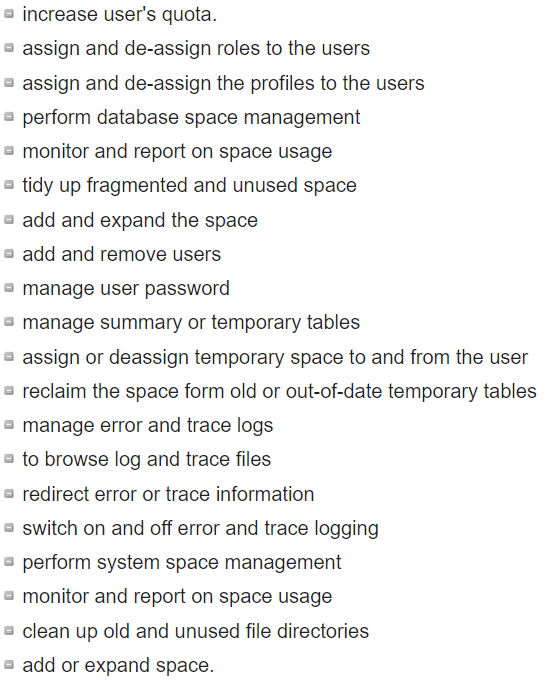 increase user's quota.
assign and de-assign roles to the users
assign and de-assign the profiles to the users
perform database space management
monitor and report on space usage
tidy up fragmented and unused space
add and expand the space
add and remove users
manage user password
manage summary or temporary tables
assign or deassign temporary space to and from the user
reclaim the space form old or out-of-date temporary tables
manage error and trace logs
to browse log and trace files
redirect error or trace information
switch on and off error and trace logging
perform system space management
monitor and report on space usage
clean up old and unused file directories
add or expand space.